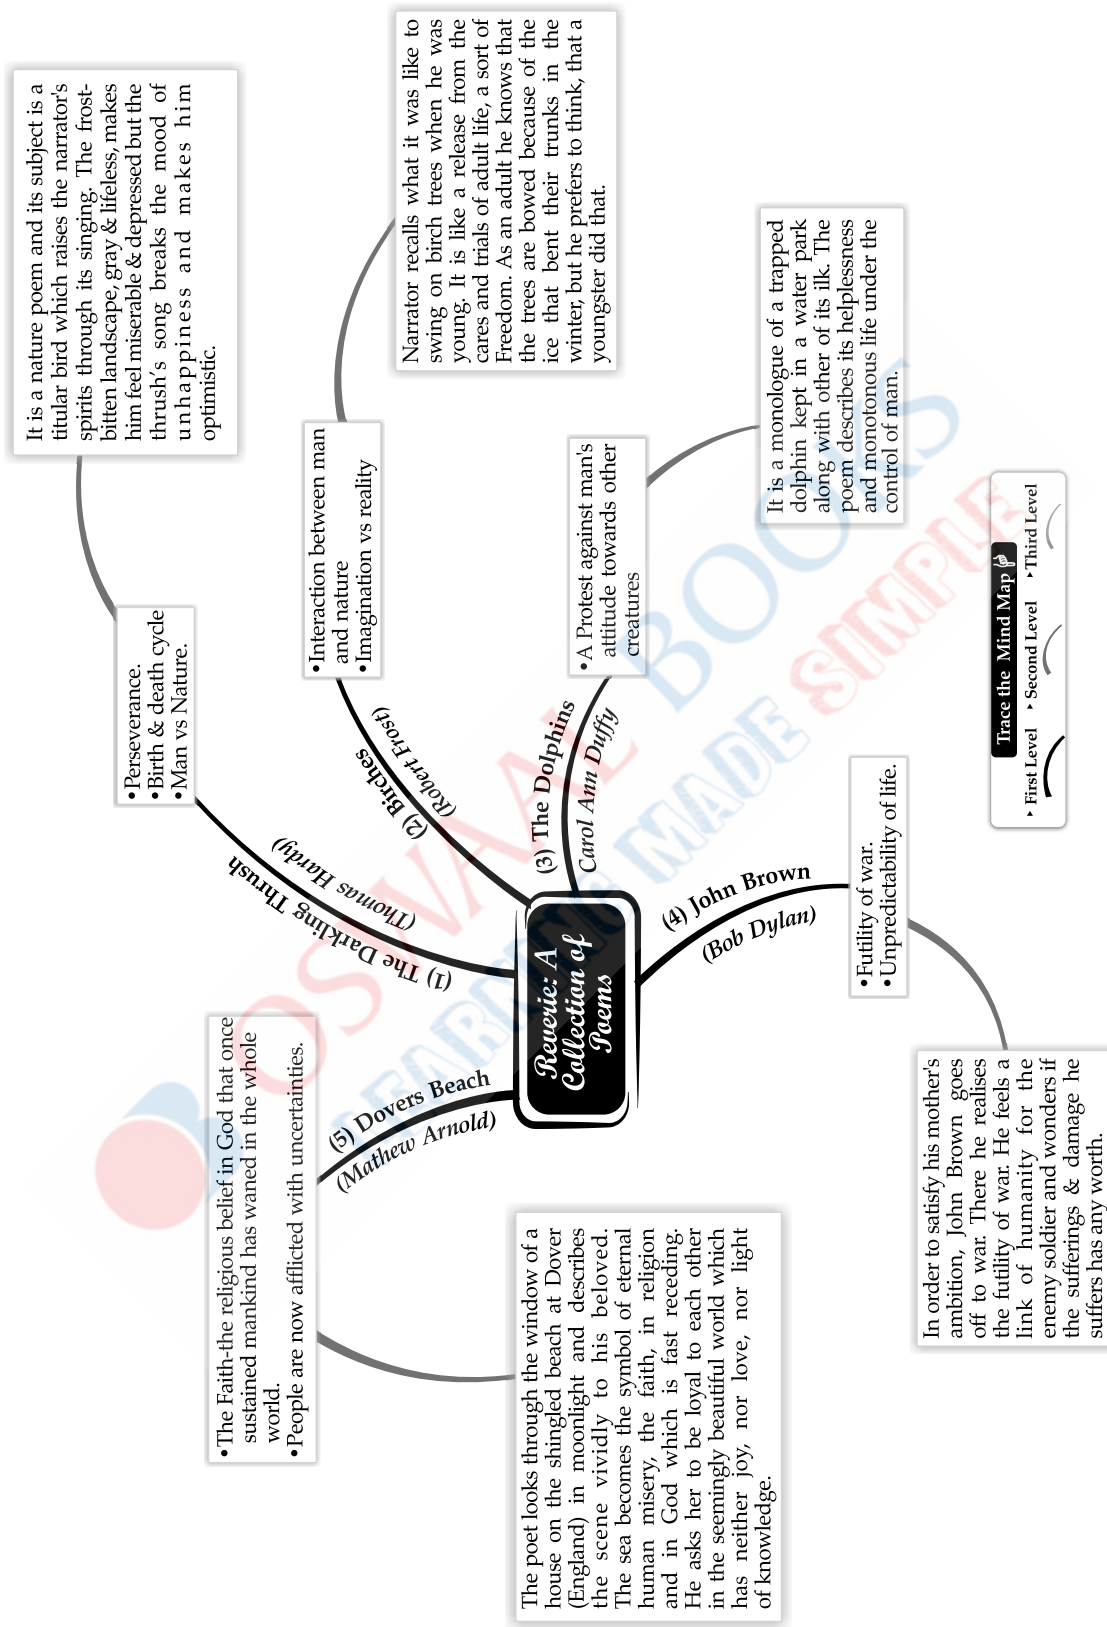 Reverie: A
Collection of
Poems
(1) The Darkling Thrush
(Thomas Hardy)
•Perseverance.
•Birth & death cycle
•Man vs Nature.
It is a nature poem and its subject is a
titular bird which raises the narrator's
spirits through its singing. The frost-
bitten landscape, gray & lifeless, makes
him feel miserable & depressed but the
thrush's song breaks the mood of
unhappiness and makes him
optimistic.
(2) Birches
(Robert Frost)
•Interaction between man
and nature
•Imagination vs reality
Narrator recalls what it was like to
swing on birch trees when he was
young. It is like a release from the
cares and trials of adult life, a sort of
Freedom. As an adult he knows that
the trees are bowed because of the
ice that bent their trunks in the
winter, but he prefers to think, that a
youngster did that.
(3) The Dolphins
Carol Ann Duffy
•A Protest against man's
attitude towards other
creatures
It is a monologue of a trapped
dolphin kept in a water park
along with other of its ilk. The
poem describes its helplessness
and monotonous life under the
control of man.
(4) John Brown
(Bob Dylan)
•Futility of war.
•Unpredictability of life.
In order to satisfy his mother's
ambition, John Brown goes
off to war. There he realises
the futility of war. He feels a
link of humanity for the
enemy soldier and wonders if
the sufferings & damage he
suffers has any worth.
(5) Dovers Beach
(Mathew Arnold)
•The Faith-the religious belief in God that once
sustained mankind has waned in the whole
world.
•People are now afflicted with uncertainties.
The poet looks through the window of a
house on the shingled beach at Dover
(England) in moonlight and describes
the scene vividly to his beloved.
The sea becomes the symbol of eternal
human misery, the faith, in religion
and in God which is fast receding.
He asks her to be loyal to each other
in the seemingly beautiful world which
has neither joy, nor love, nor light
of knowledge.
Trace the Mind Map
First Level
Second Level
Third Level
OSWAAL BOOKS
LEARNING MADE SIMPLE